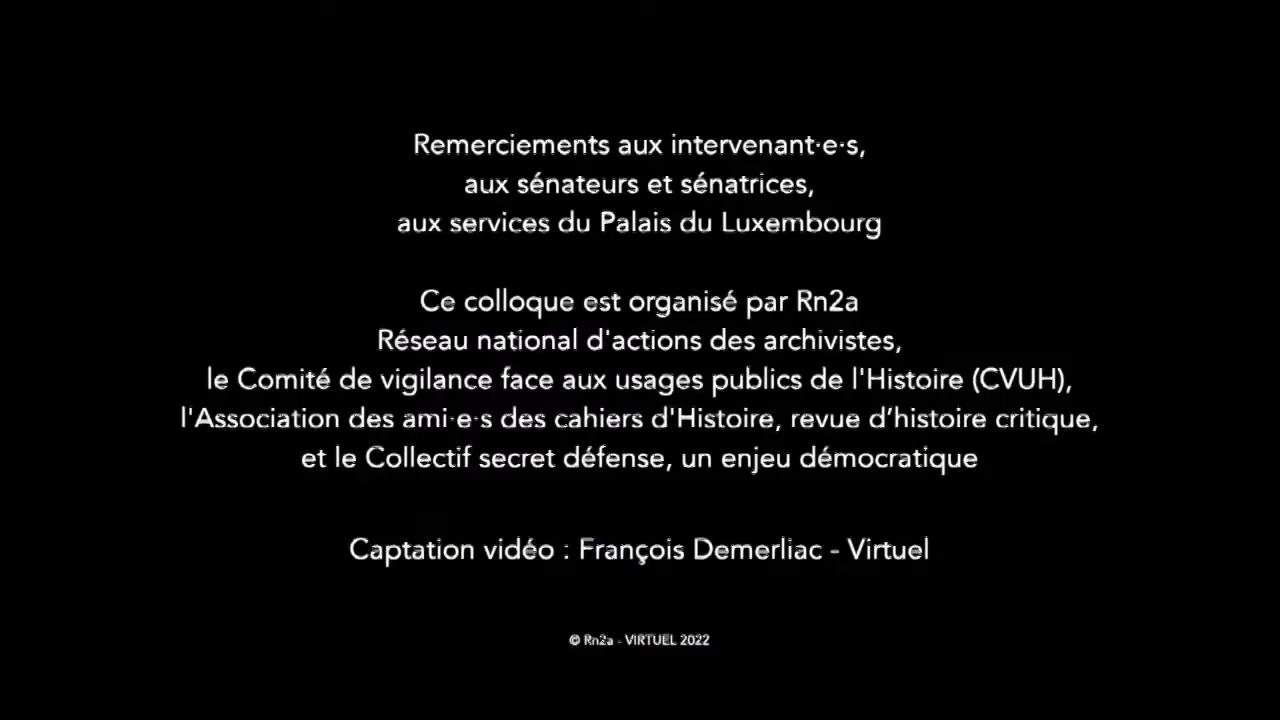 Remerciements aux intervenant·e·s,
aux sénateurs et sénatrices,
aux services du Palais du Luxembourg
Ce colloque est organisé par Rn2a
Réseau national d'actions des archivistes,
le Comité de vigilance face aux usages publics de l'Histoire (CVUH),
l'Association des ami·e·s des cahiers d'Histoire, revue d’histoire critique,
et le Collectif secret défense, un enjeu démocratique
Captation vidéo : François Demerliac - Virtuel
© Rn2a - VIRTUEL 2022